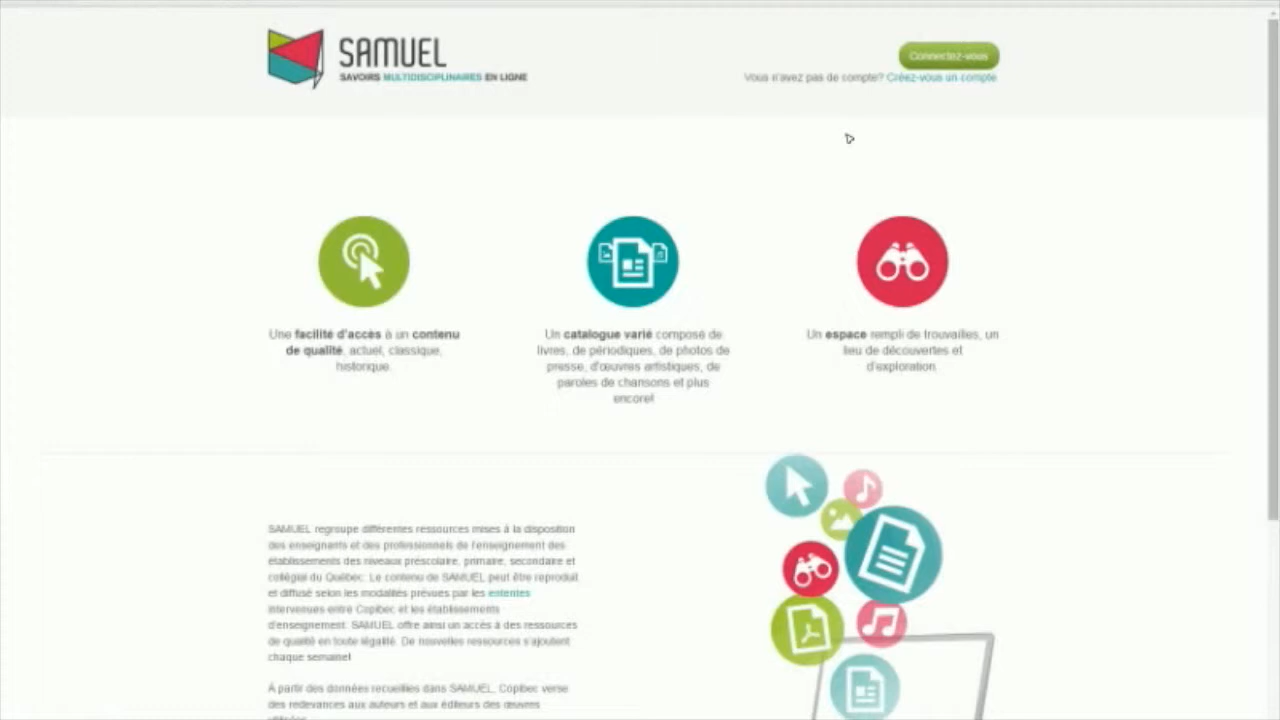 SAMUEL
SAVOIRS MULTIDISCIPLINAIRES EN LIGNE
Connectez-vous
Vous n'avez pas de compte? Créez-vous un compte.
Une facilité d'accès à un contenu
de qualité, actuel, classique,
historique.
Un catalogue varié composé de
livres, de périodiques, de photos de
presse, d'œuvres artistiques, de
paroles de chansons et plus
encore!
Un espace rempli de trouvailles, un
lieu de découvertes et
d'exploration.
SAMUEL regroupe différentes ressources mises à la disposition
des enseignants et des professionnels de l'enseignement des
établissements des niveaux préscolaire, primaire, secondaire et
collégial du Québec. Le contenu de SAMUEL peut être reproduit
et diffusé selon les modalités prévues par les ententes
intervenues entre Copibec et les établissements
d'enseignement. SAMUEL offre ainsi un accès à des ressources
de qualité en toute légalité. De nouvelles ressources s'ajoutent
chaque semaine!
À partir des données recueillies dans SAMUEL, Copibec verse
des redevances aux auteurs et aux éditeurs des œuvres